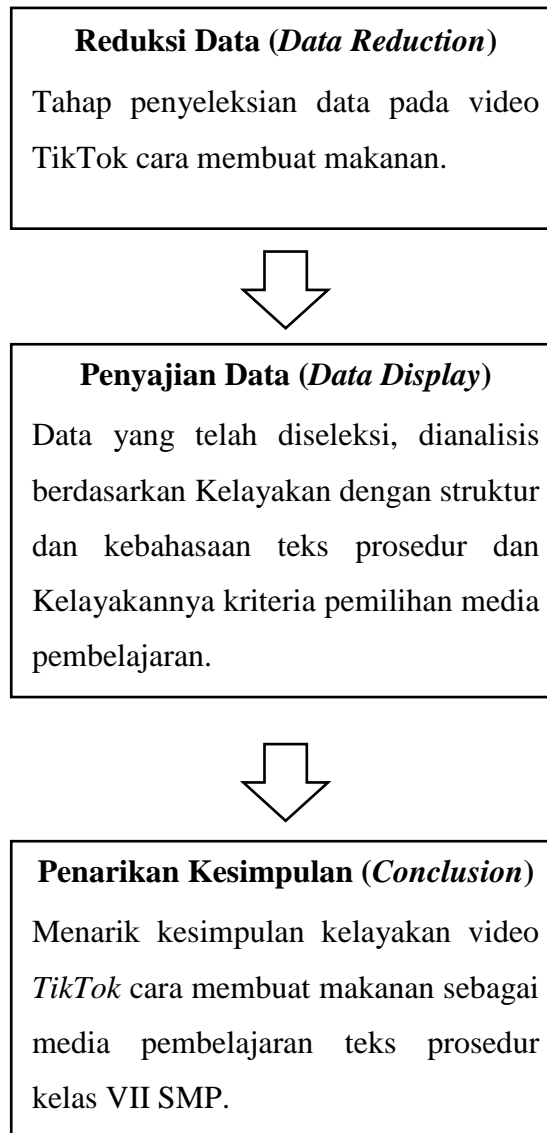 Reduksi Data (Data Reduction)
Tahap penyeleksian data pada video
TikTok cara membuat makanan.
Penyajian Data (Data Display)
Data yang telah diseleksi, dianalisis
berdasarkan Kelayakan dengan struktur
dan kebahasaan teks prosedur dan
Kelayakannya kriteria pemilihan media
pembelajaran.
Penarikan Kesimpulan (Conclusion)
Menarik kesimpulan kelayakan video
TikTok cara membuat makanan sebagai
media pembelajaran teks prosedur
kelas VII SMP.